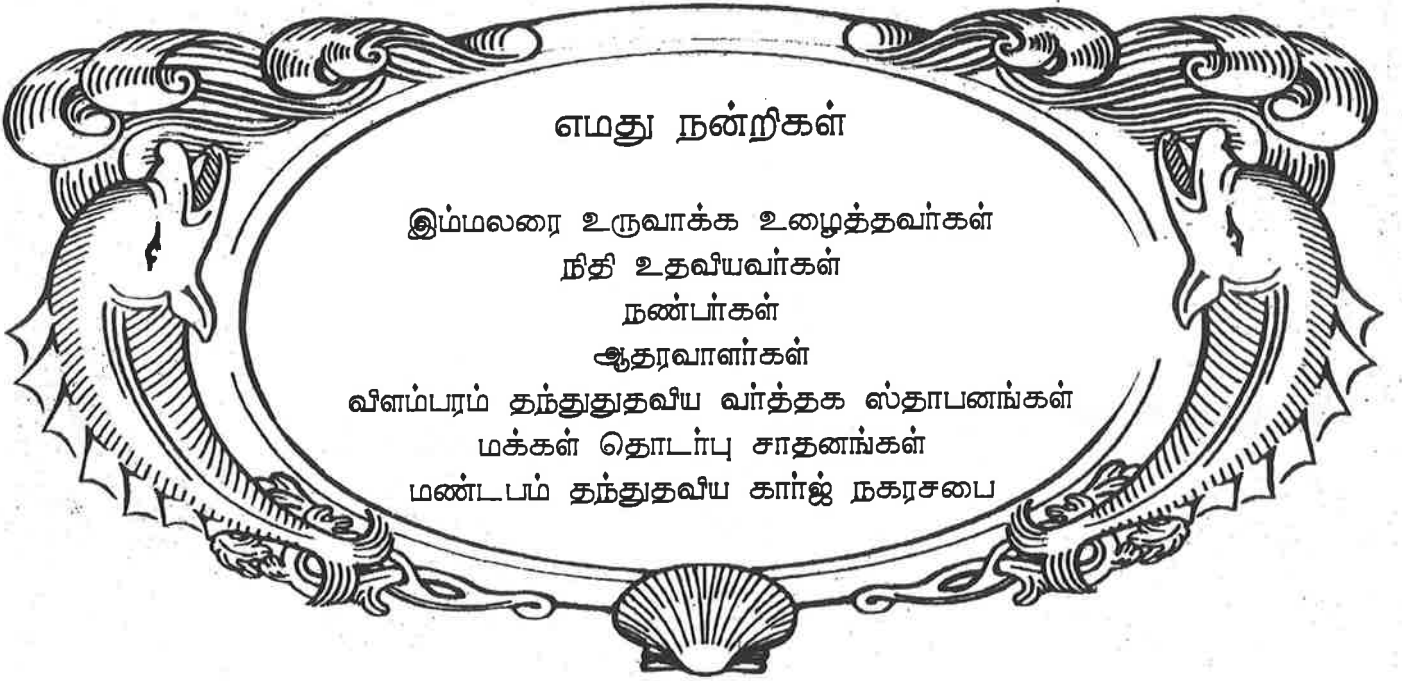 எமது நன்றிகள்
இம்மலரை உருவாக்க உழைத்தவர்கள்
நிதி உதவியவர்கள்
நண்பர்கள்
ஆதரவாளர்கள்
விளம்பரம் தந்துதுதவிய வர்த்தக ஸ்தாபனங்கள்
மக்கள் தொடர்பு சாதனங்கள்
மண்டபம் தந்துதவிய கார்ஜ் நகரசபை